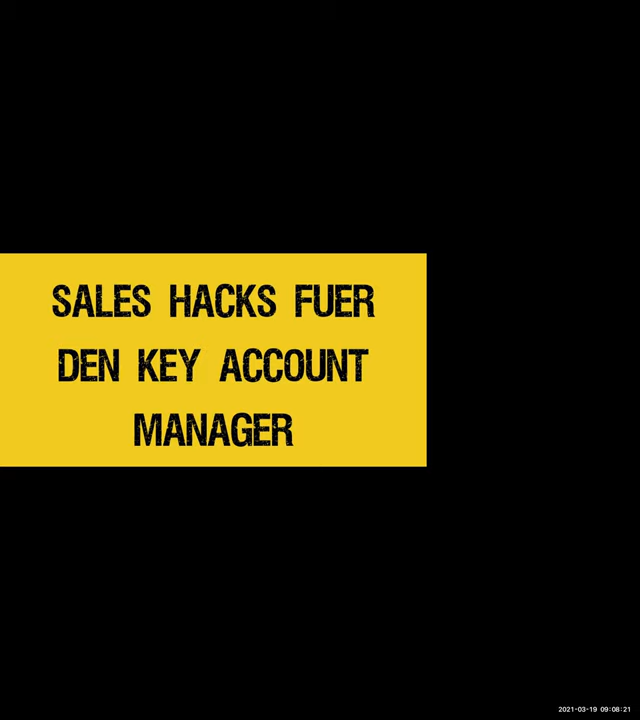 SALES HACKS FUER
DEN KEY ACCOUNT
MANAGER
2021-03-19 09:08:21